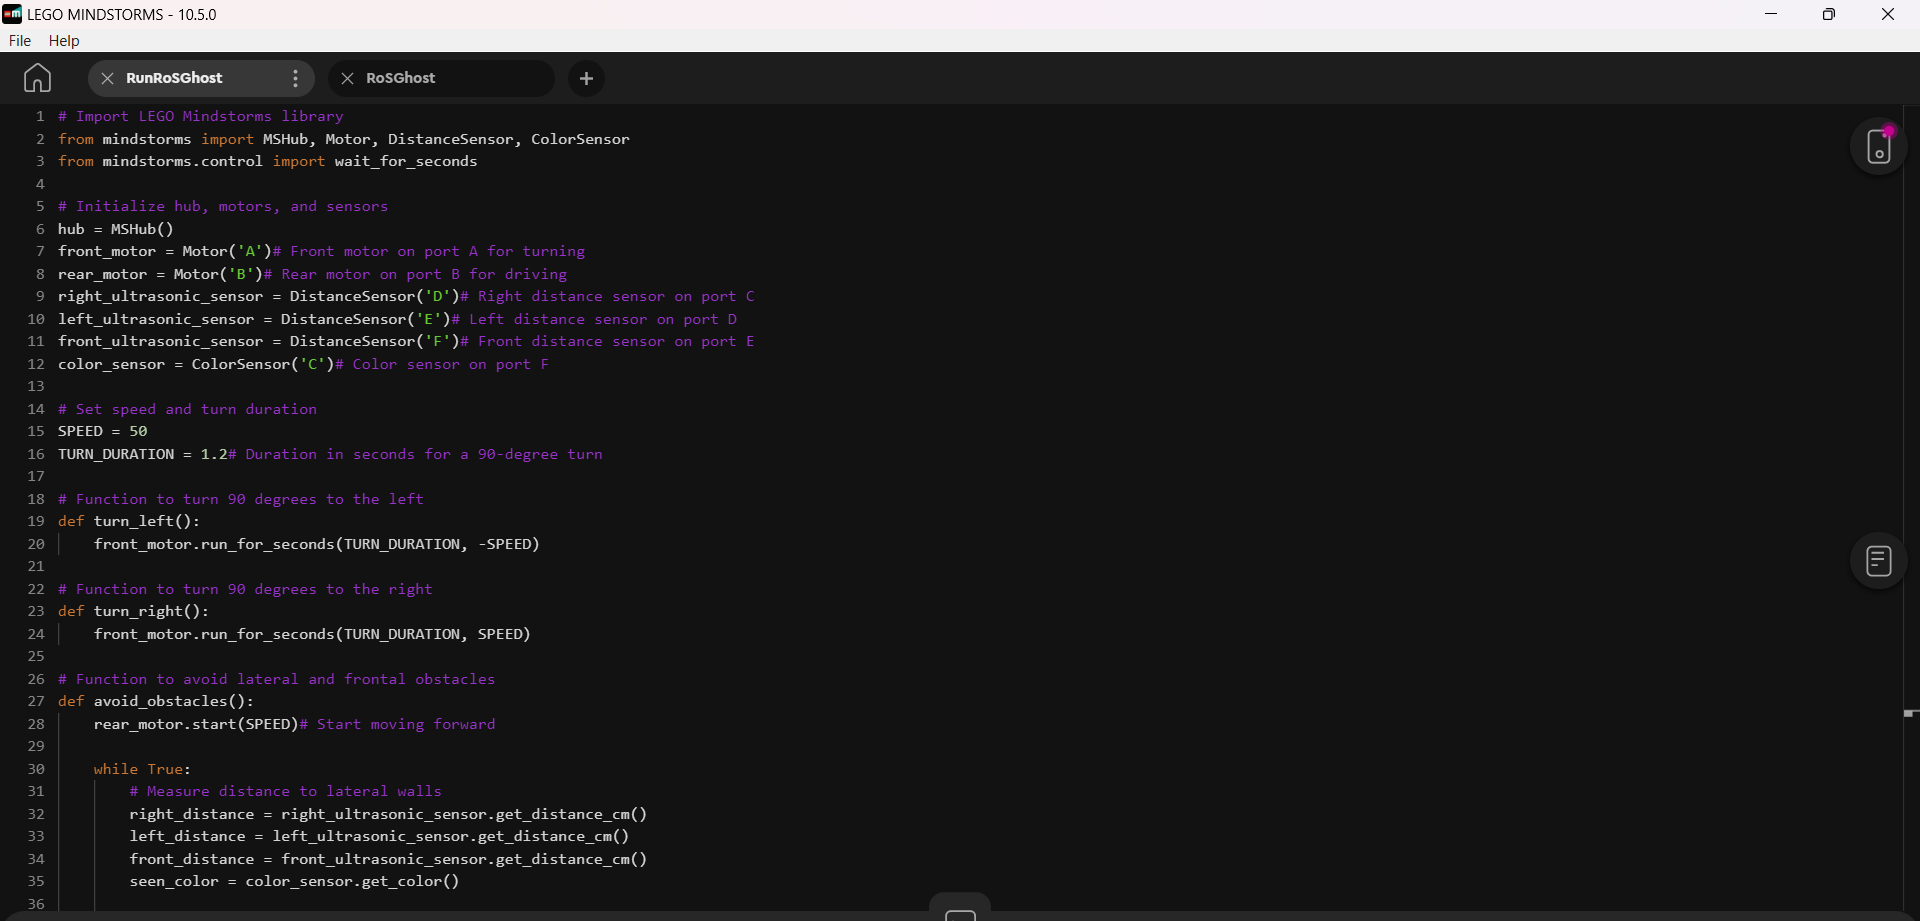 LEGO MINDSTORMS - 10.5.0
File Help
RunRoSGhost RoSGhost
1 # Import LEGO Mindstorms library
2 from mindstorms import MSHub, Motor, DistanceSensor, ColorSensor
3 from mindstorms.control import wait_for_seconds
4
5 # Initialize hub, motors, and sensors
6 hub = MSHub()
7 front_motor = Motor('A')# Front motor on port A for turning
8 rear_motor = Motor('B')# Rear motor on port B for driving
9 right_ultrasonic_sensor = DistanceSensor('D')# Right distance sensor on port C
10 left_ultrasonic_sensor = DistanceSensor('E')# Left distance sensor on port D
11 front_ultrasonic_sensor = DistanceSensor('F')# Front distance sensor on port E
12 color_sensor = ColorSensor('C')# Color sensor on port F
13
14 # Set speed and turn duration
15 SPEED = 50
16 TURN_DURATION = 1.2# Duration in seconds for a 90-degree turn
17
18 # Function to turn 90 degrees to the left
19 def turn_left():
20     front_motor.run_for_seconds(TURN_DURATION, -SPEED)
21
22 # Function to turn 90 degrees to the right
23 def turn_right():
24     front_motor.run_for_seconds(TURN_DURATION, SPEED)
25
26 # Function to avoid lateral and frontal obstacles
27 def avoid_obstacles():
28     rear_motor.start(SPEED)# Start moving forward
29
30     while True:
31         # Measure distance to lateral walls
32         right_distance = right_ultrasonic_sensor.get_distance_cm()
33         left_distance = left_ultrasonic_sensor.get_distance_cm()
34         front_distance = front_ultrasonic_sensor.get_distance_cm()
35         seen_color = color_sensor.get_color()
36